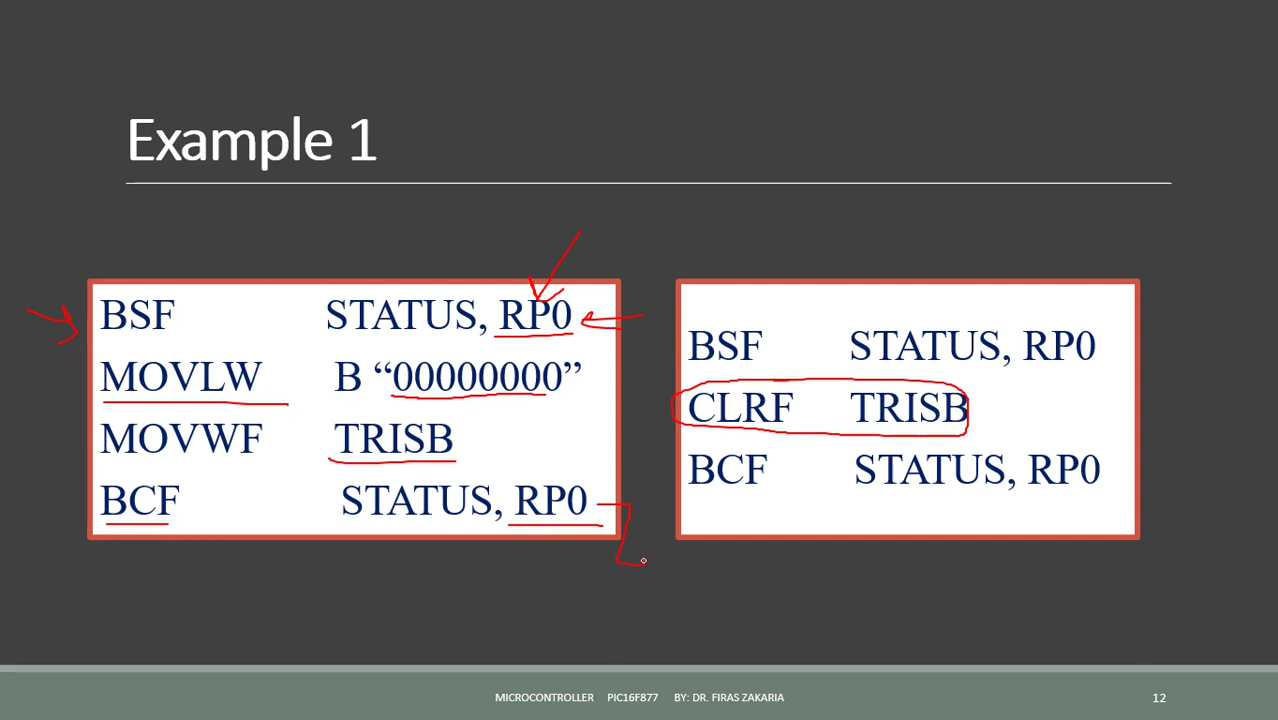 Example 1
BSF STATUS, RP0
MOVLW B “00000000”
MOVWF TRISB
BCF STATUS, RP0
BSF STATUS, RP0
CLRF TRISB
BCF STATUS, RP0
MICROCONTROLLER PIC16F877 BY: DR. FIRAS ZAKARIA
12